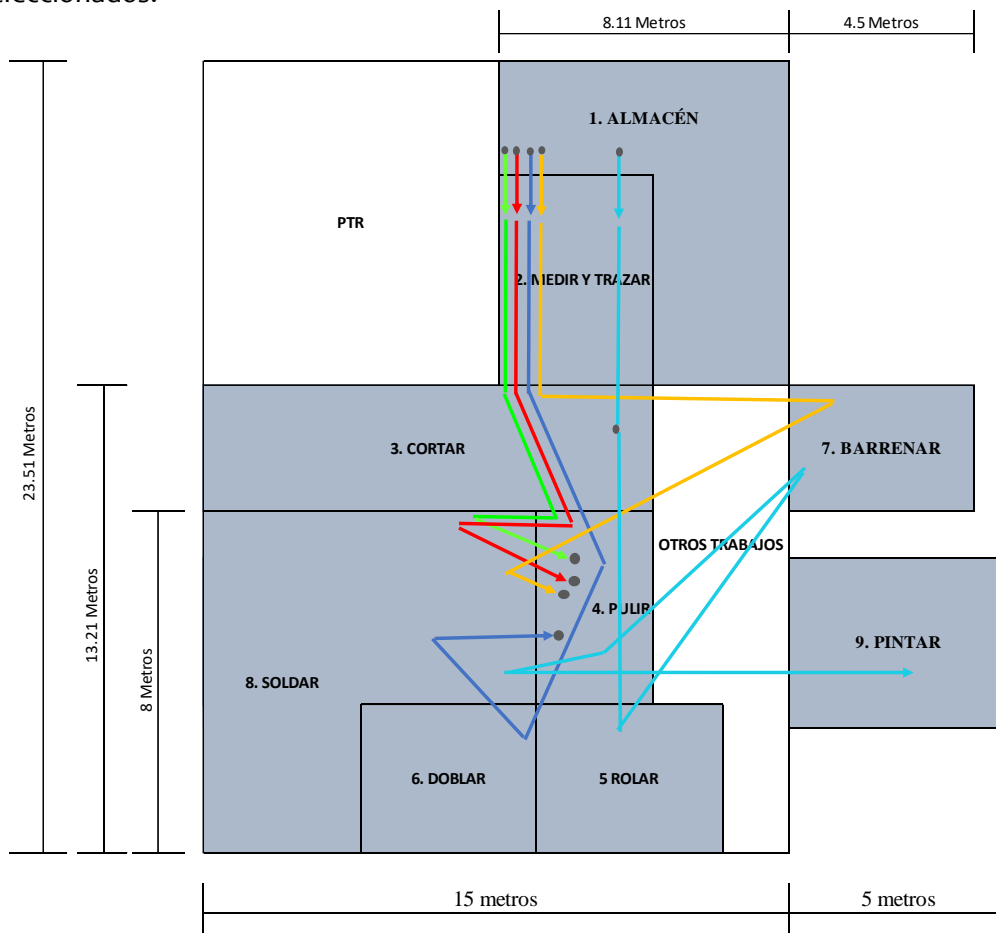 eleccionados.
8.11 Metros
4.5 Metros
1. ALMACÉN
PTR
2. MEDIR Y TRAZAR
23.51 Metros
3. CORTAR
7. BARRENAR
OTROS TRABAJOS
13.21 Metros
4. PULIR
9. PINTAR
8 Metros
8. SOLDAR
6. DOBLAR
5 ROLAR
15 metros
5 metros